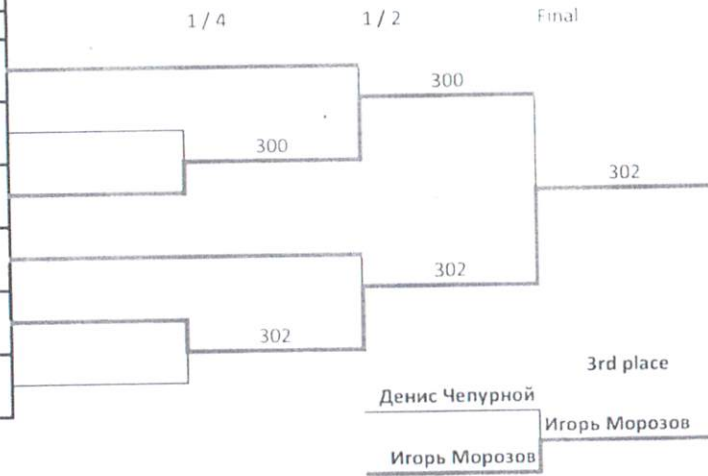 1 / 4 1 / 2 Final
300
300
302
302
302
3rd place
Денис Чепурной
Игорь Морозов
Игорь Морозов